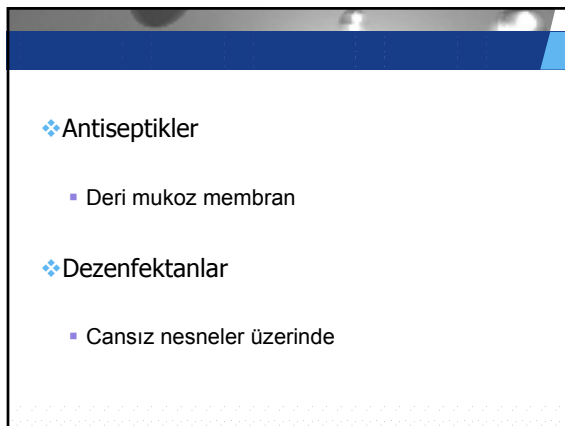 Antiseptikler
Deri mukoz membran
Dezenfektanlar
Cansız nesneler üzerinde